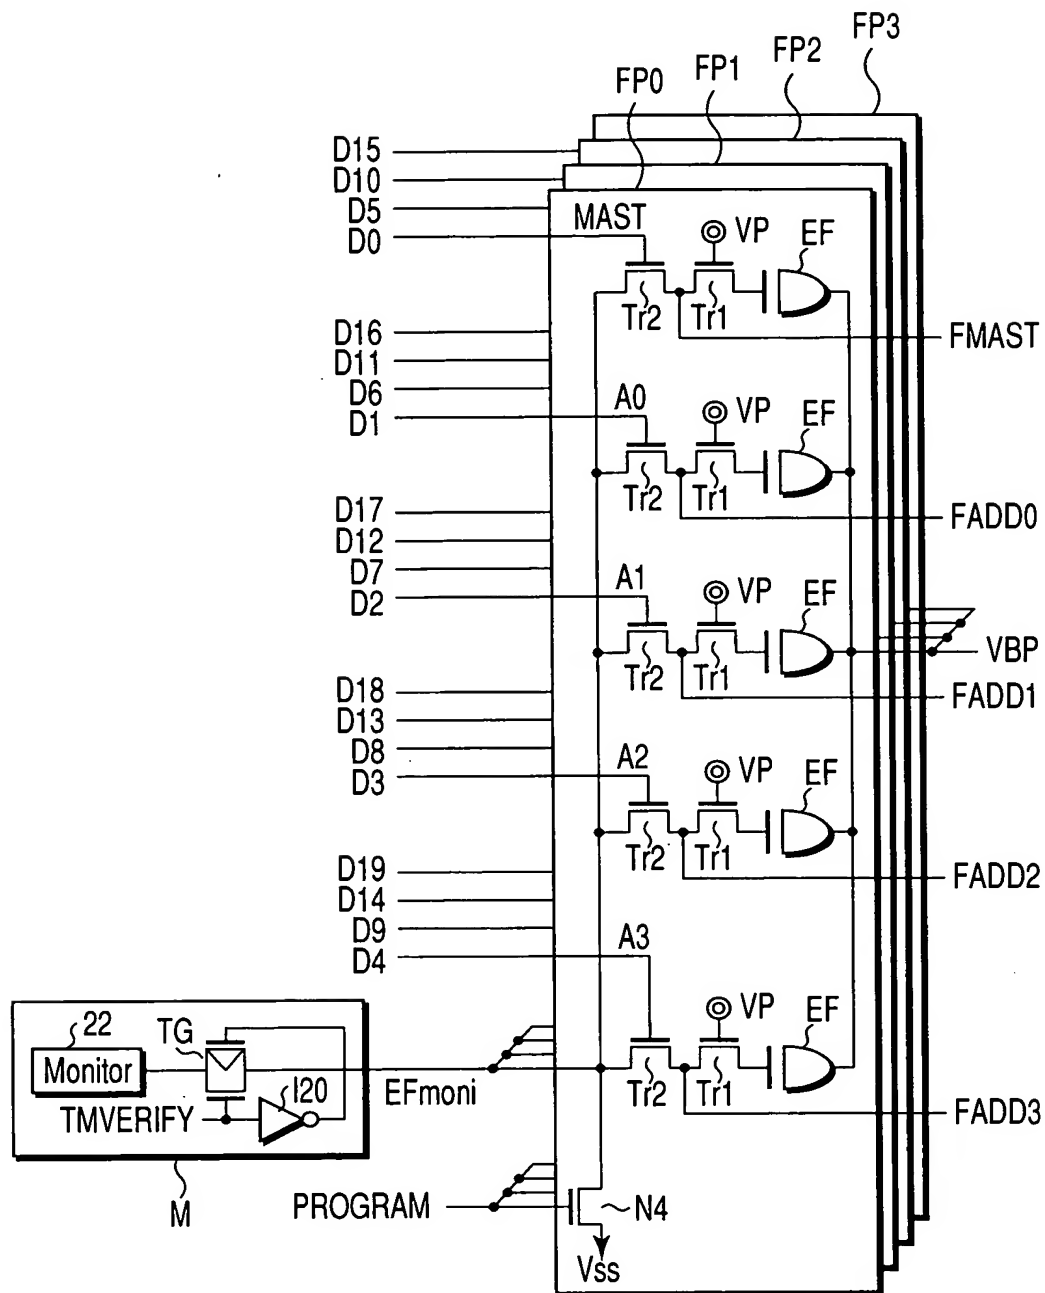 FP3
FP2
FP1
FP0
D15
D10
D5
D0
MAST
VP
EF
Tr2
Tr1
FMAST
D16
D11
D6
D1
A0
VP
EF
Tr2
Tr1
FADD0
D17
D12
D7
D2
A1
VP
EF
Tr2
Tr1
VBP
FADD1
D18
D13
D8
D3
A2
VP
EF
Tr2
Tr1
FADD2
D19
D14
D9
D4
A3
VP
EF
Tr2
Tr1
FADD3
22
TG
Monitor
I20
TMVERIFY
EFmoni
M
PROGRAM
N4
Vss